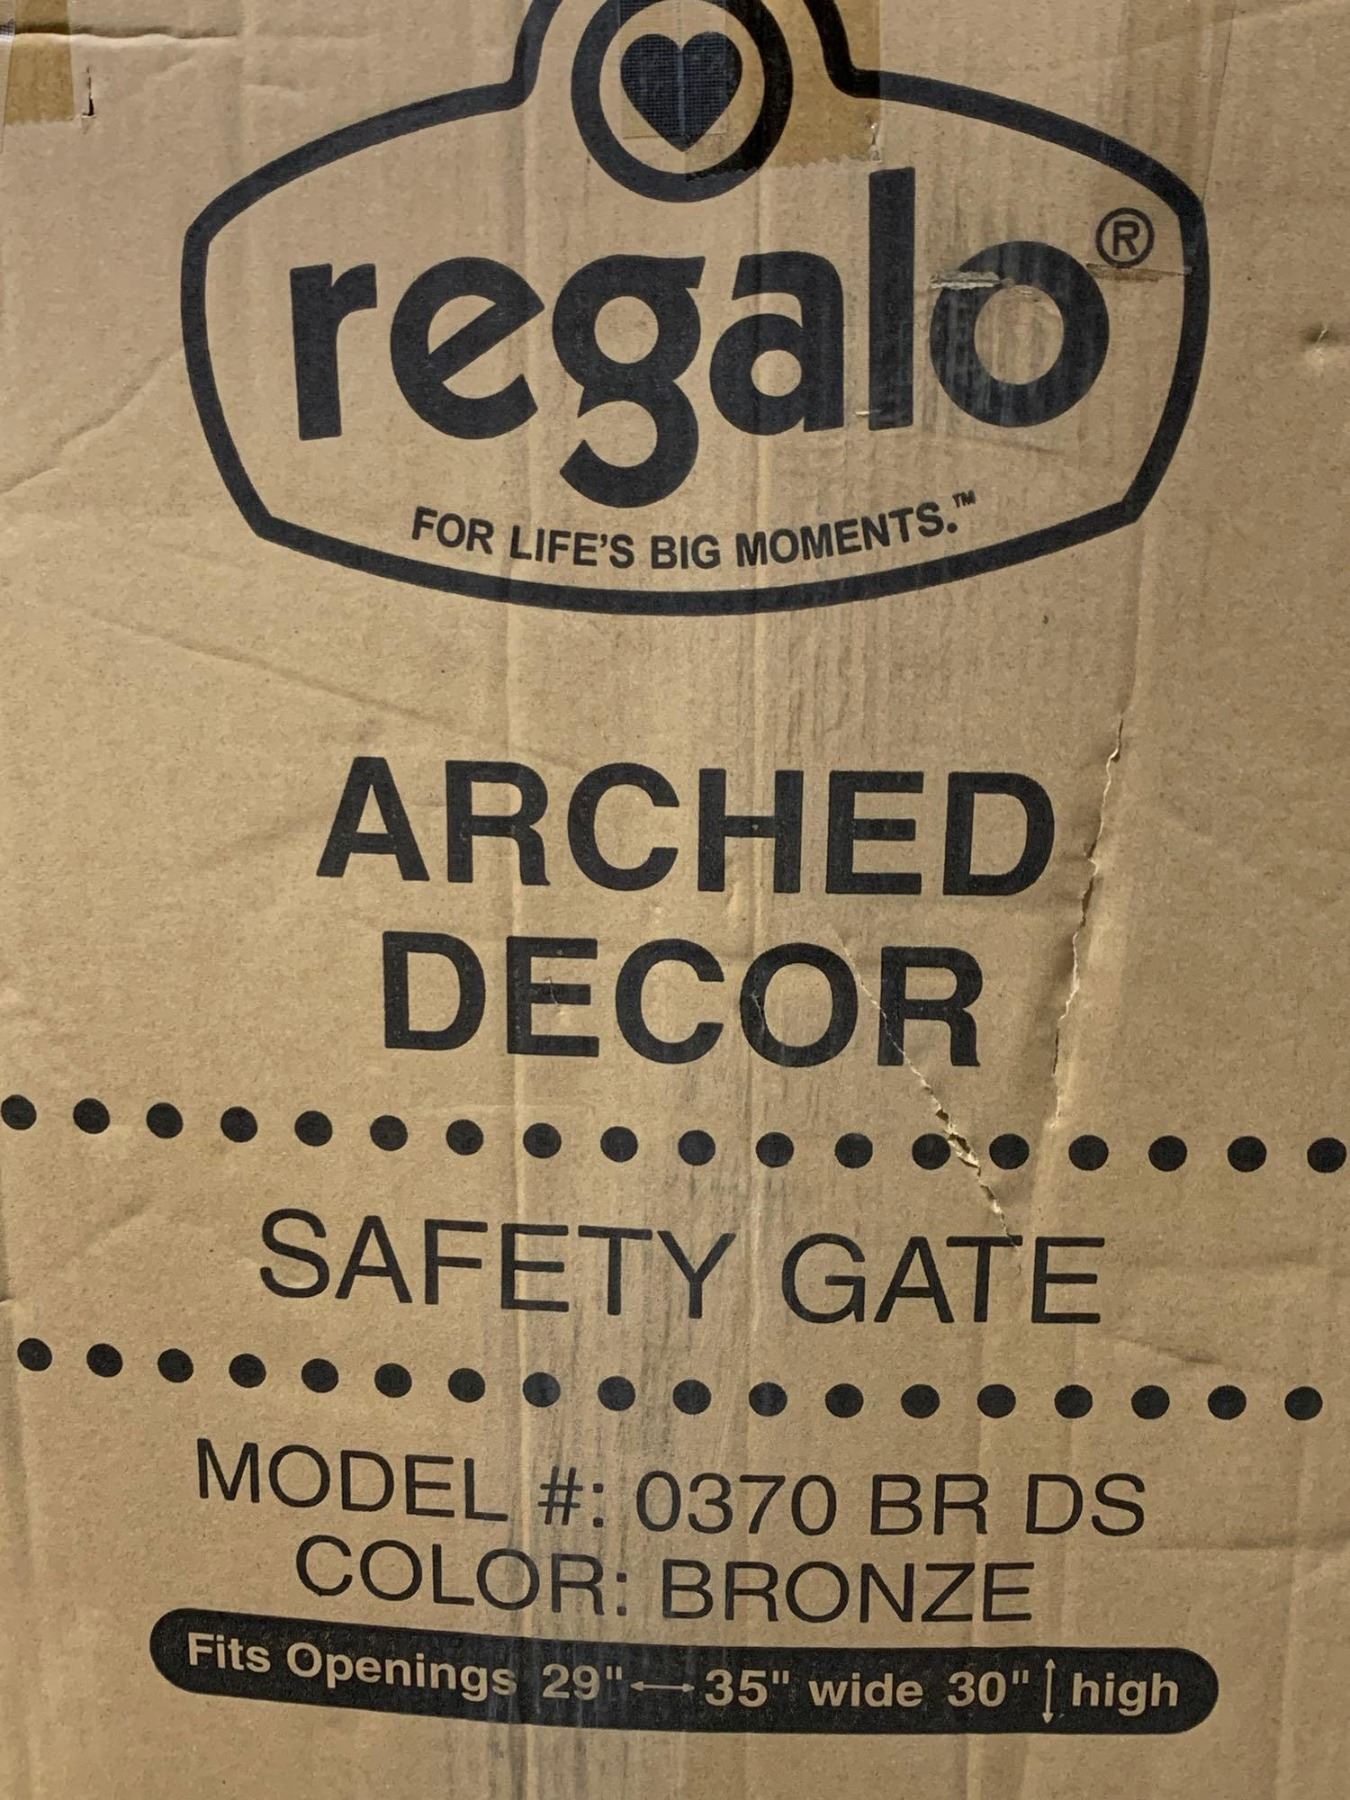 regalo®
FOR LIFE'S BIG MOMENTS.™
ARCHED
DECOR
SAFETY GATE
MODEL #: 0370 BR DS
COLOR: BRONZE
Fits Openings 29"⟷35" wide 30"↕high